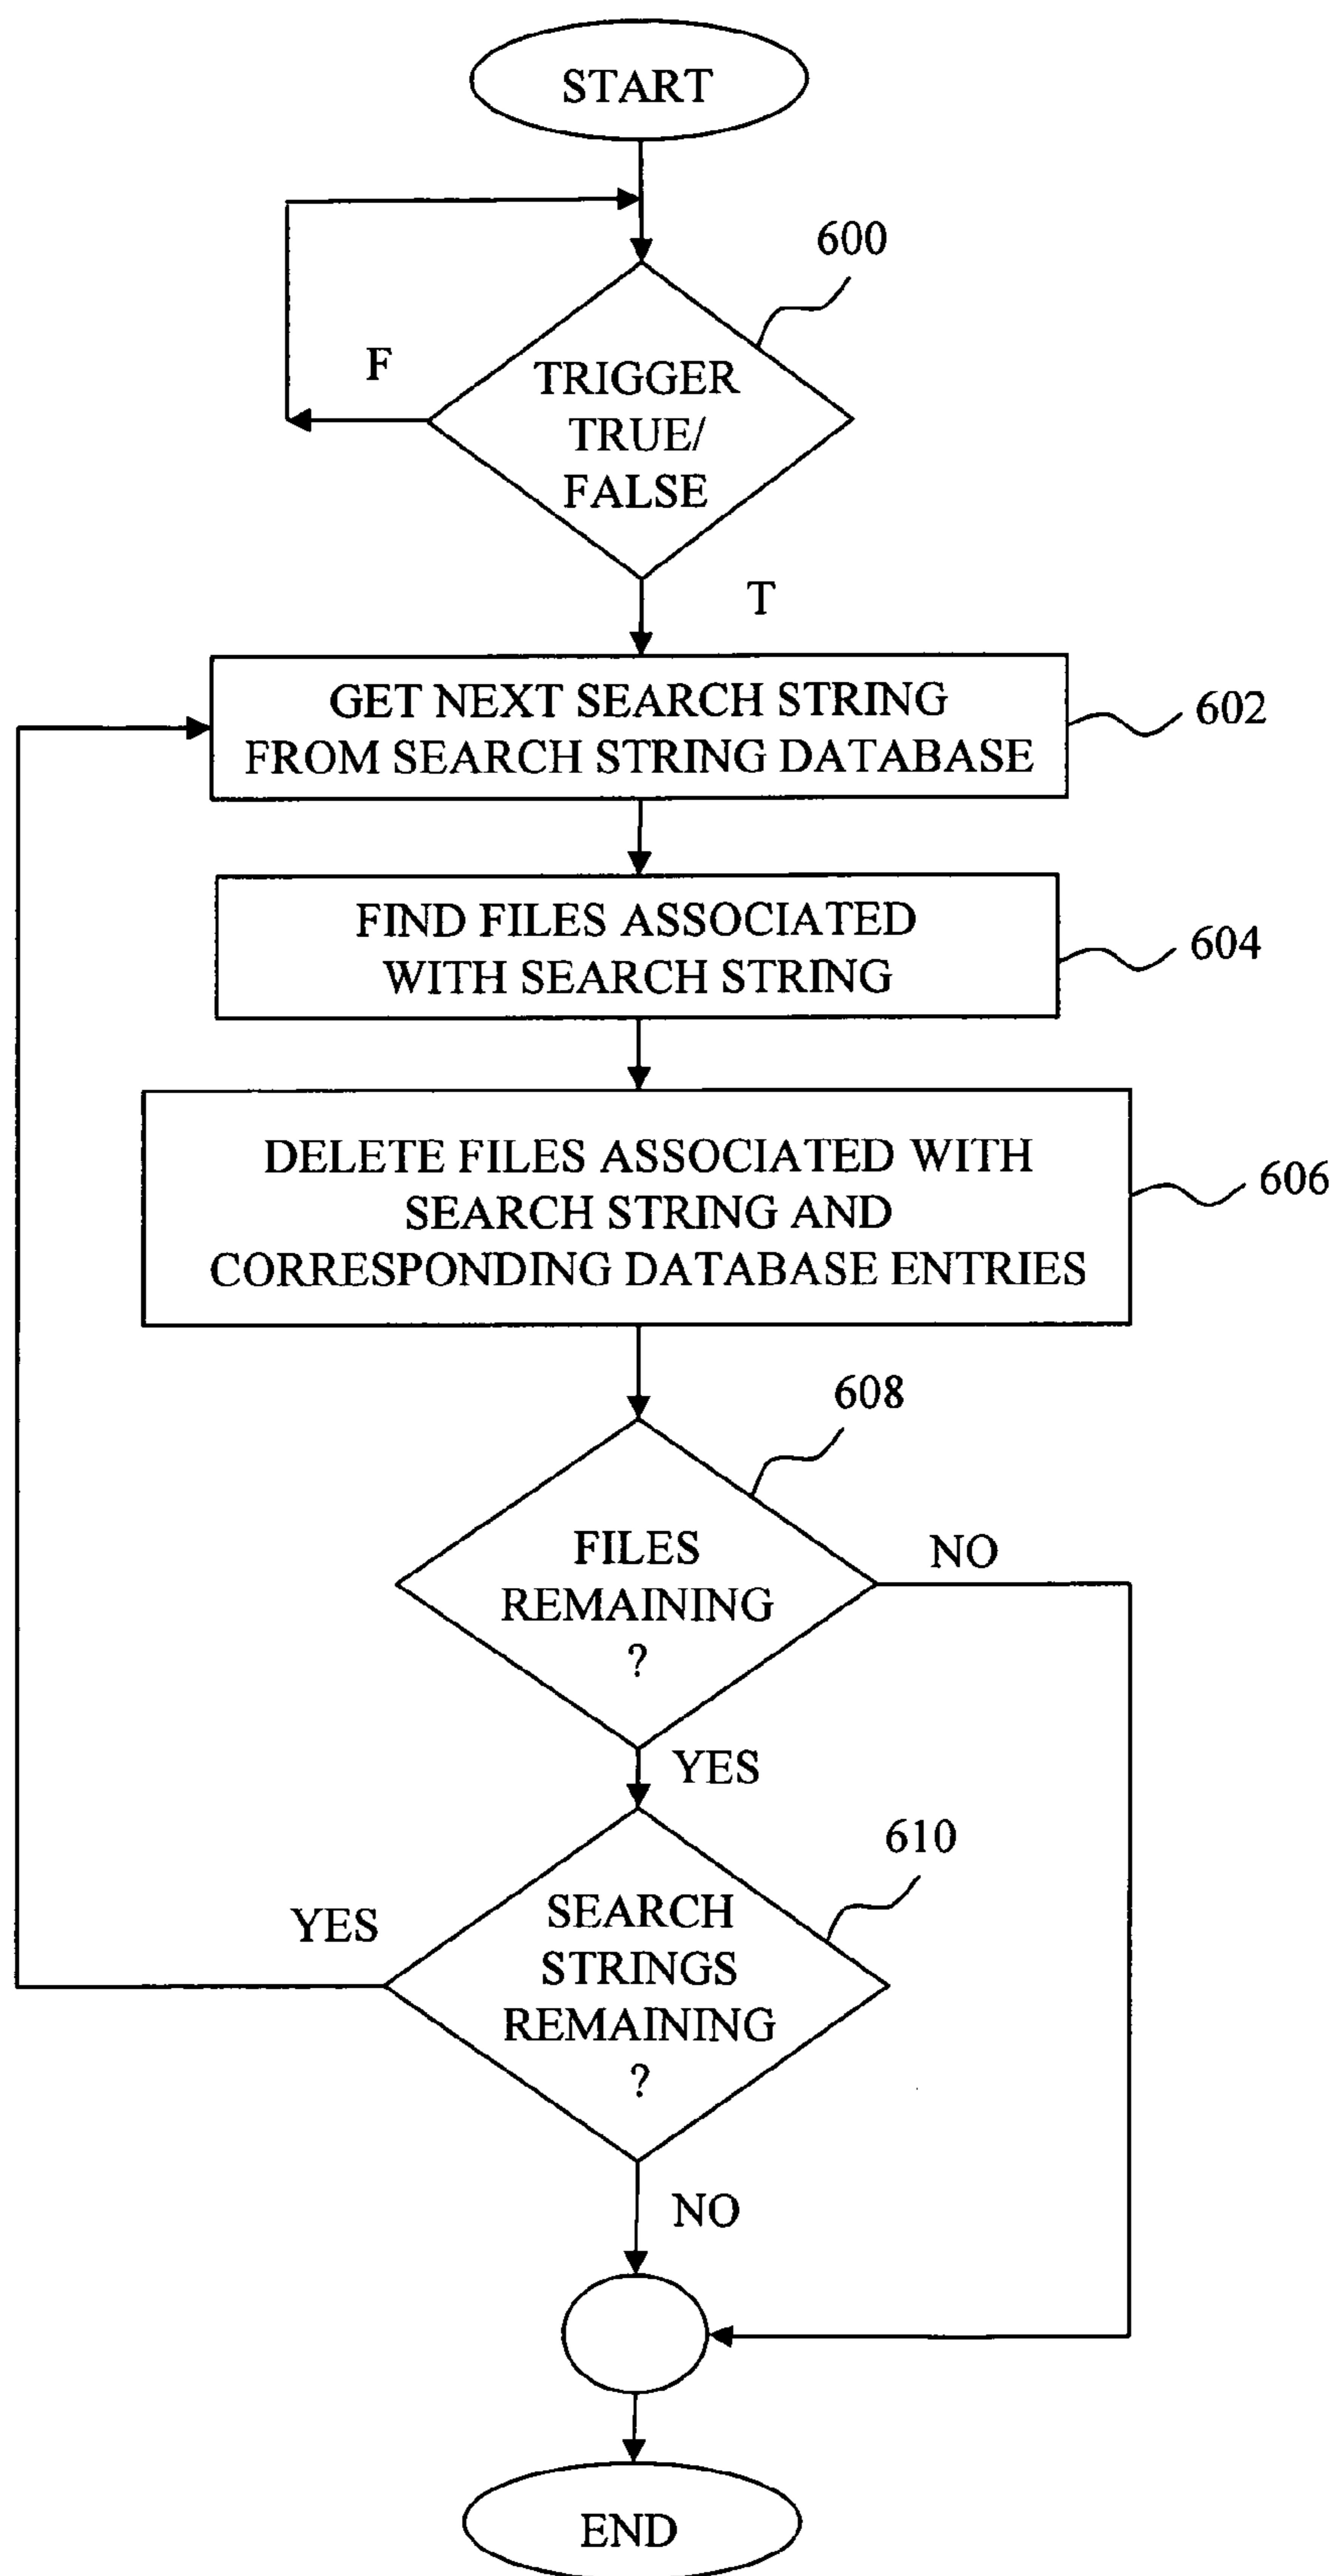 START
600
F
TRIGGER
TRUE/
FALSE
T
GET NEXT SEARCH STRING
FROM SEARCH STRING DATABASE
602
FIND FILES ASSOCIATED
WITH SEARCH STRING
604
DELETE FILES ASSOCIATED WITH
SEARCH STRING AND
CORRESPONDING DATABASE ENTRIES
606
608
FILES
REMAINING
?
NO
YES
610
YES
SEARCH
STRINGS
REMAINING
?
NO
END